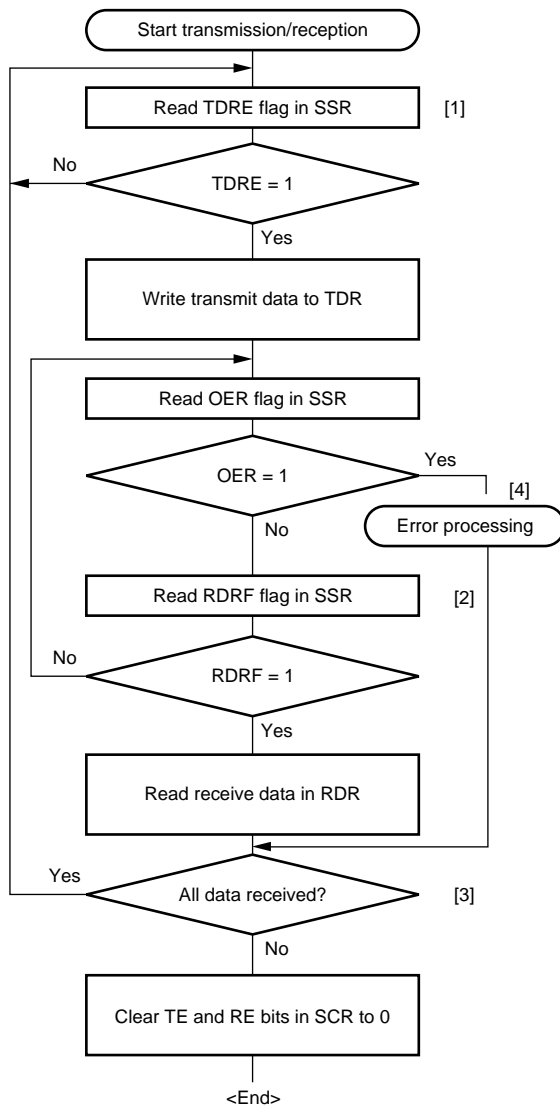 Start transmission/reception
Read TDRE flag in SSR
[1]
No
TDRE = 1
Yes
Write transmit data to TDR
Read OER flag in SSR
Yes
OER = 1
[4]
No
Error processing
Read RDRF flag in SSR
[2]
No
RDRF = 1
Yes
Read receive data in RDR
Yes
All data received?
[3]
No
Clear TE and RE bits in SCR to 0
<End>